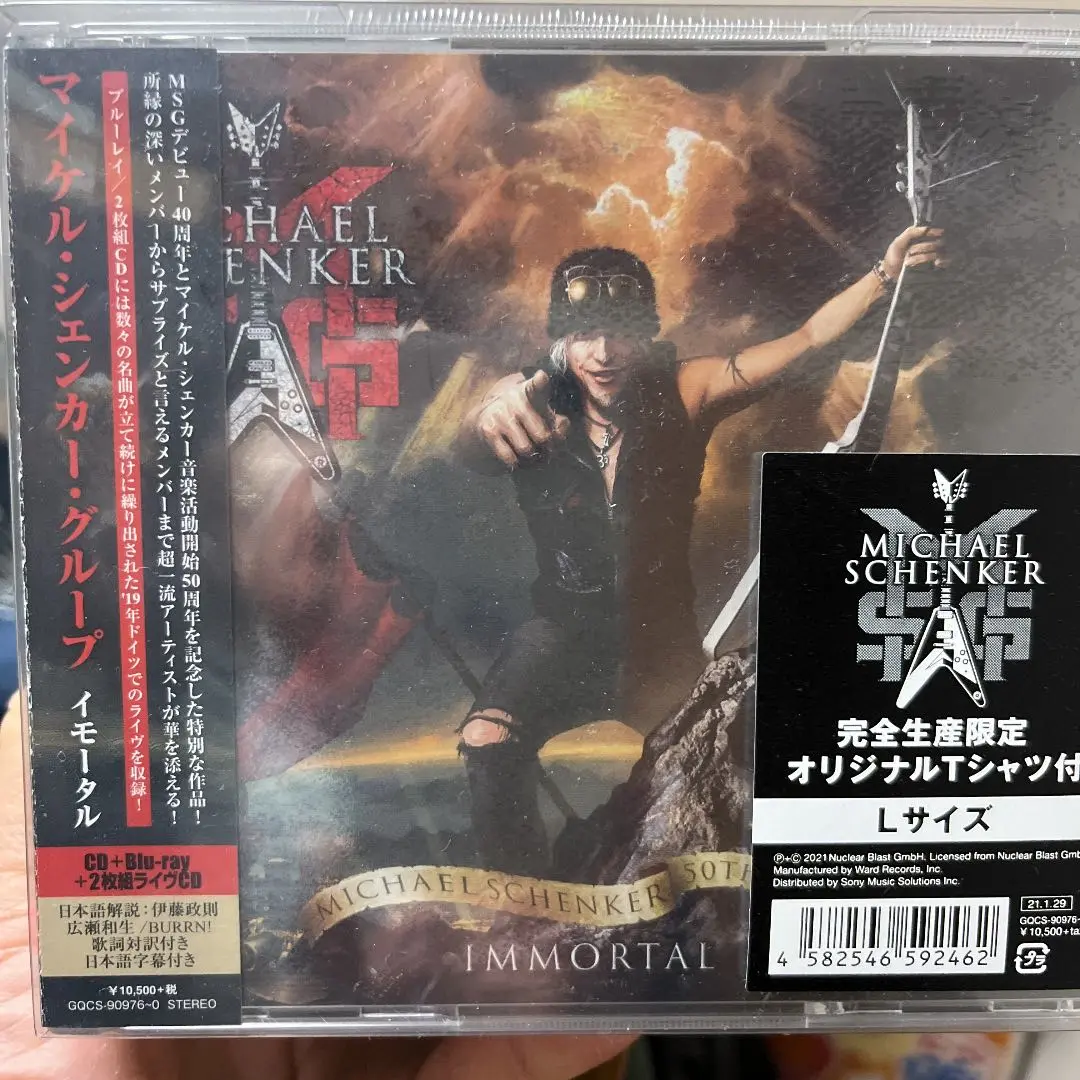 マイケル・シェンカー・グループ イモータル
MSGデビュー40周年とマイケル・シェンカー音楽活動開始50周年を記念した特別な作品！
所縁の深いメンバーからサプライズと言えるメンバーまで超一流アーティストが華を添える！
ブルーレイ／2枚組CDには数々の名曲が立て続けに繰り出された'19年ドイツでのライヴを収録！
CD+Blu-ray
+2枚組ライヴCD
日本語解説：伊藤政則
広瀬和生 /BURRN!
歌詞対訳付き
日本語字幕付き
¥10,500+税
GQCS-90976~0 STEREO
CHAEL
ENKER
G
MICHAEL SCHENKER 50TH
IMMORTAL
MICHAEL
SCHENKER
MSG
完全生産限定
オリジナルTシャツ付
Lサイズ
Ⓟ+© 2021 Nuclear Blast GmbH. Licensed from Nuclear Blast GmbH
Manufactured by Ward Records, Inc.
Distributed by Sony Music Solutions Inc.
4 582546 592462
21.1.29
GQCS-90976~
¥10,500+ta
プラ